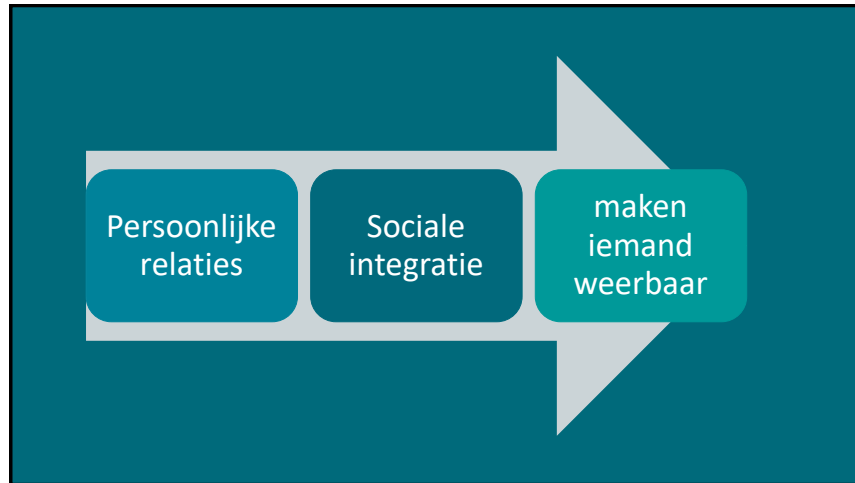 Persoonlijke
relaties
Sociale
integratie
maken
iemand
weerbaar